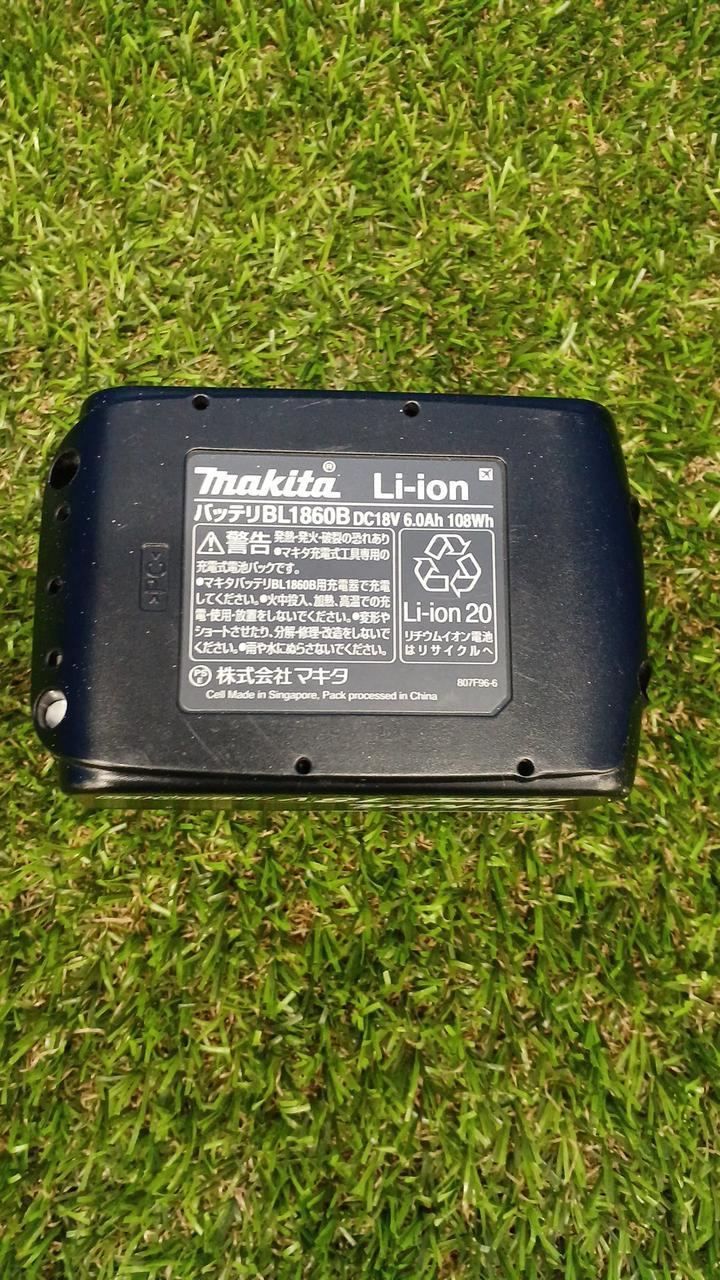 makita® Li-ion
バッテリBL1860B DC18V 6.0Ah 108Wh
警告 発熱・発火・破裂の恐れあり
●マキタ充電式工具専用の
充電式電池パックです。
●マキタバッテリBL1860B用充電器で充電
してください。●火中投入、加熱、高温での充
電・使用・放置をしないでください。●変形や
ショートさせたり、分解・修理・改造をしないで
ください。●雨や水にぬらさないでください。
Li-ion 20
リチウムイオン電池
はリサイクルへ
PSE 株式会社 マキタ
807F96-6
Cell Made in Singapore, Pack processed in China